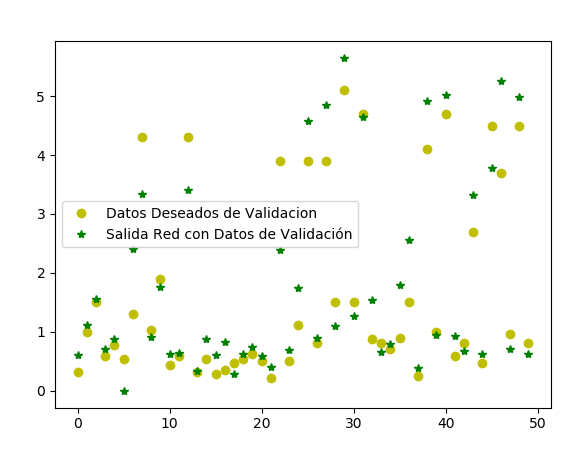 5
4
3
2
1
0
Datos Deseados de Validacion
Salida Red con Datos de Validación
0 10 20 30 40 50